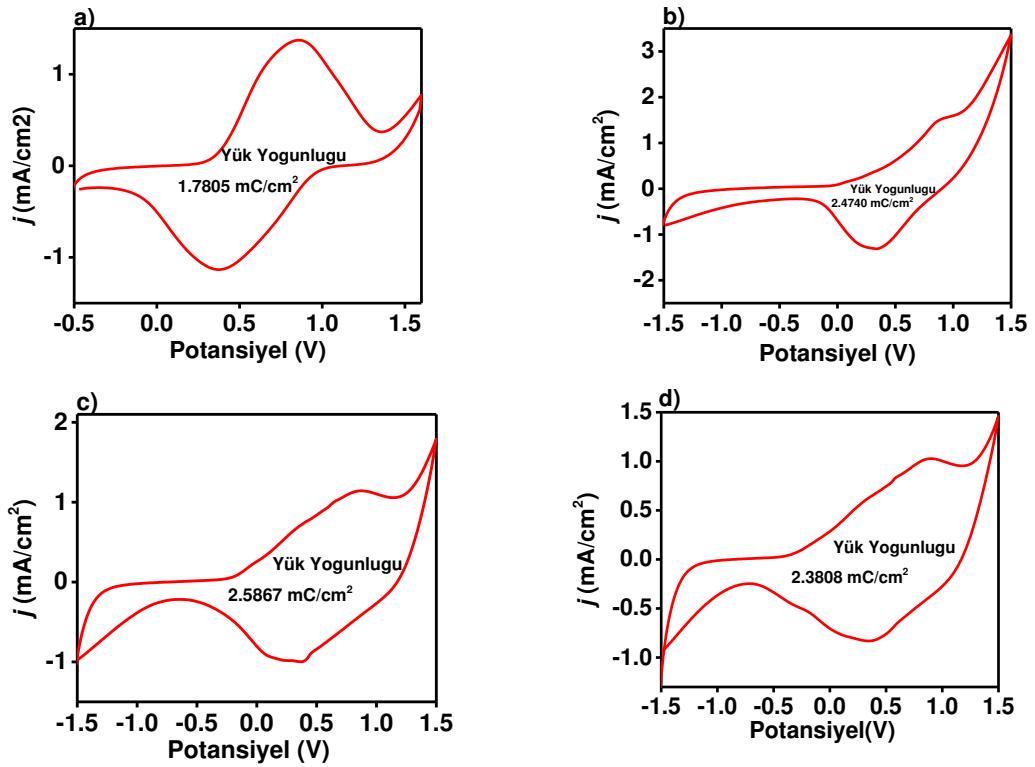 a)
j (mA/cm2)
1
0
-1
Yük Yogunlugu
1.7805 mC/cm²
-0.5 0.0 0.5 1.0 1.5
Potansiyel (V)
b)
j (mA/cm²)
3
2
1
0
-1
-2
Yük Yogunlugu
2.4740 mC/cm²
-1.5 -1.0 -0.5 0.0 0.5 1.0 1.5
Potansiyel (V)
c)
j (mA/cm²)
2
1
0
-1
Yük Yogunlugu
2.5867 mC/cm²
-1.5 -1.0 -0.5 0.0 0.5 1.0 1.5
Potansiyel (V)
d)
j (mA/cm²)
1.5
1.0
0.5
0.0
-0.5
-1.0
Yük Yogunlugu
2.3808 mC/cm²
-1.5 -1.0 -0.5 0.0 0.5 1.0 1.5
Potansiyel(V)